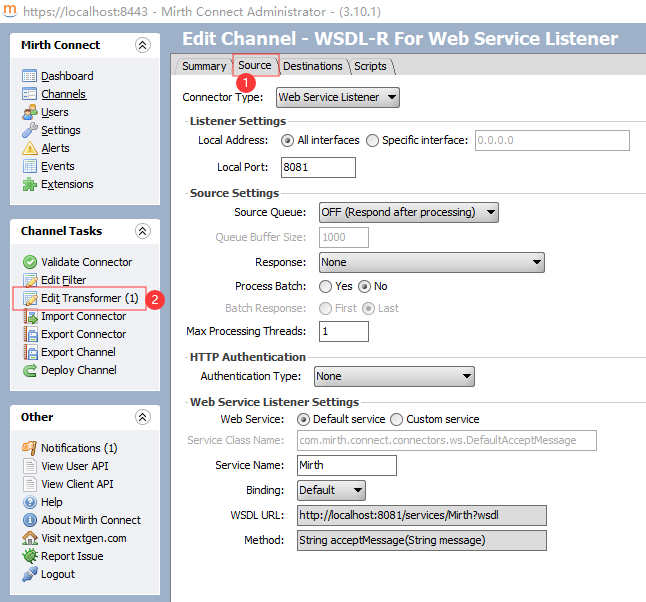 https://localhost:8443 - Mirth Connect Administrator - (3.10.1)
Mirth Connect
Dashboard
Channels
Users
Settings
Alerts
Events
Extensions
Channel Tasks
Validate Connector
Edit Filter
Edit Transformer (1)
2
Import Connector
Export Connector
Export Channel
Deploy Channel
Other
Notifications (1)
View User API
View Client API
Help
About Mirth Connect
Visit nextgen.com
Report Issue
Logout
Edit Channel - WSDL-R For Web Service Listener
Summary Source Destinations Scripts
1
Connector Type: Web Service Listener
Listener Settings
Local Address: All interfaces Specific interface: 0.0.0.0
Local Port: 8081
Source Settings
Source Queue: OFF (Respond after processing)
Queue Buffer Size: 1000
Response: None
Process Batch: Yes No
Batch Response: First Last
Max Processing Threads: 1
HTTP Authentication
Authentication Type: None
Web Service Listener Settings
Web Service: Default service Custom service
Service Class Name: com.mirth.connect.connectors.ws.DefaultAcceptMessage
Service Name: Mirth
Binding: Default
WSDL URL: http://localhost:8081/services/Mirth?wsdl
Method: String acceptMessage(String message)